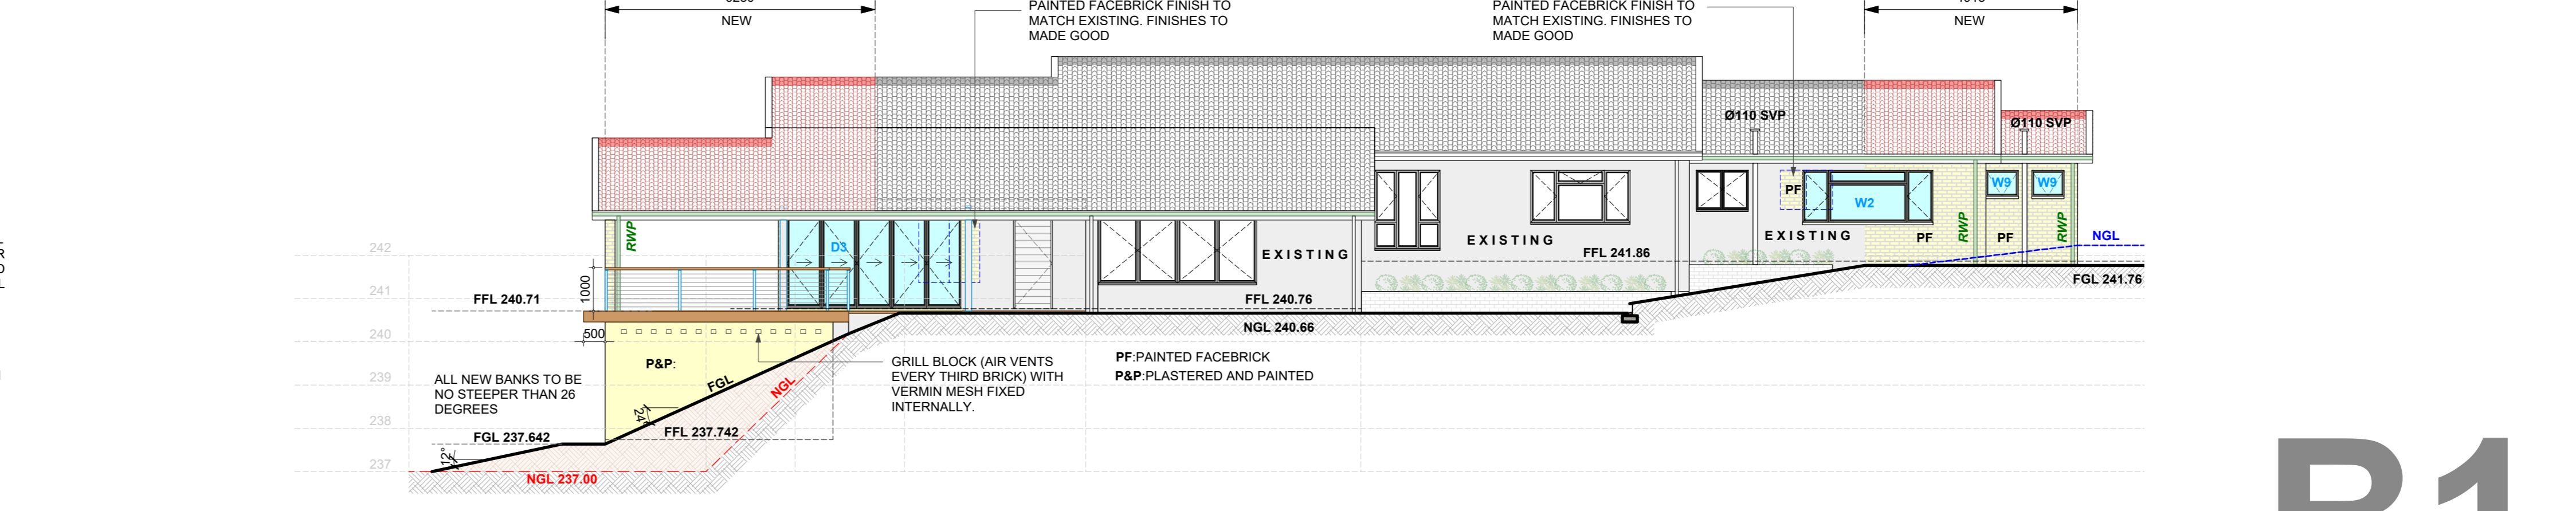 NEW
PAINTED FACEBRICK FINISH TO
MATCH EXISTING. FINISHES TO
MADE GOOD
PAINTED FACEBRICK FINISH TO
MATCH EXISTING. FINISHES TO
MADE GOOD
NEW
Ø110 SVP
Ø110 SVP
PF
W2
W9
W9
RWP
D3
EXISTING
EXISTING
EXISTING
PF
RWP
PF
RWP
NGL
FFL 241.86
FGL 241.76
242
241
240
239
238
237
FFL 240.71
1000
500
FFL 240.76
NGL 240.66
P&P:
FGL
NGL
24°
GRILL BLOCK (AIR VENTS
EVERY THIRD BRICK) WITH
VERMIN MESH FIXED
INTERNALLY.
PF:PAINTED FACEBRICK
P&P:PLASTERED AND PAINTED
ALL NEW BANKS TO BE
NO STEEPER THAN 26
DEGREES
FGL 237.642
FFL 237.742
12°
NGL 237.00